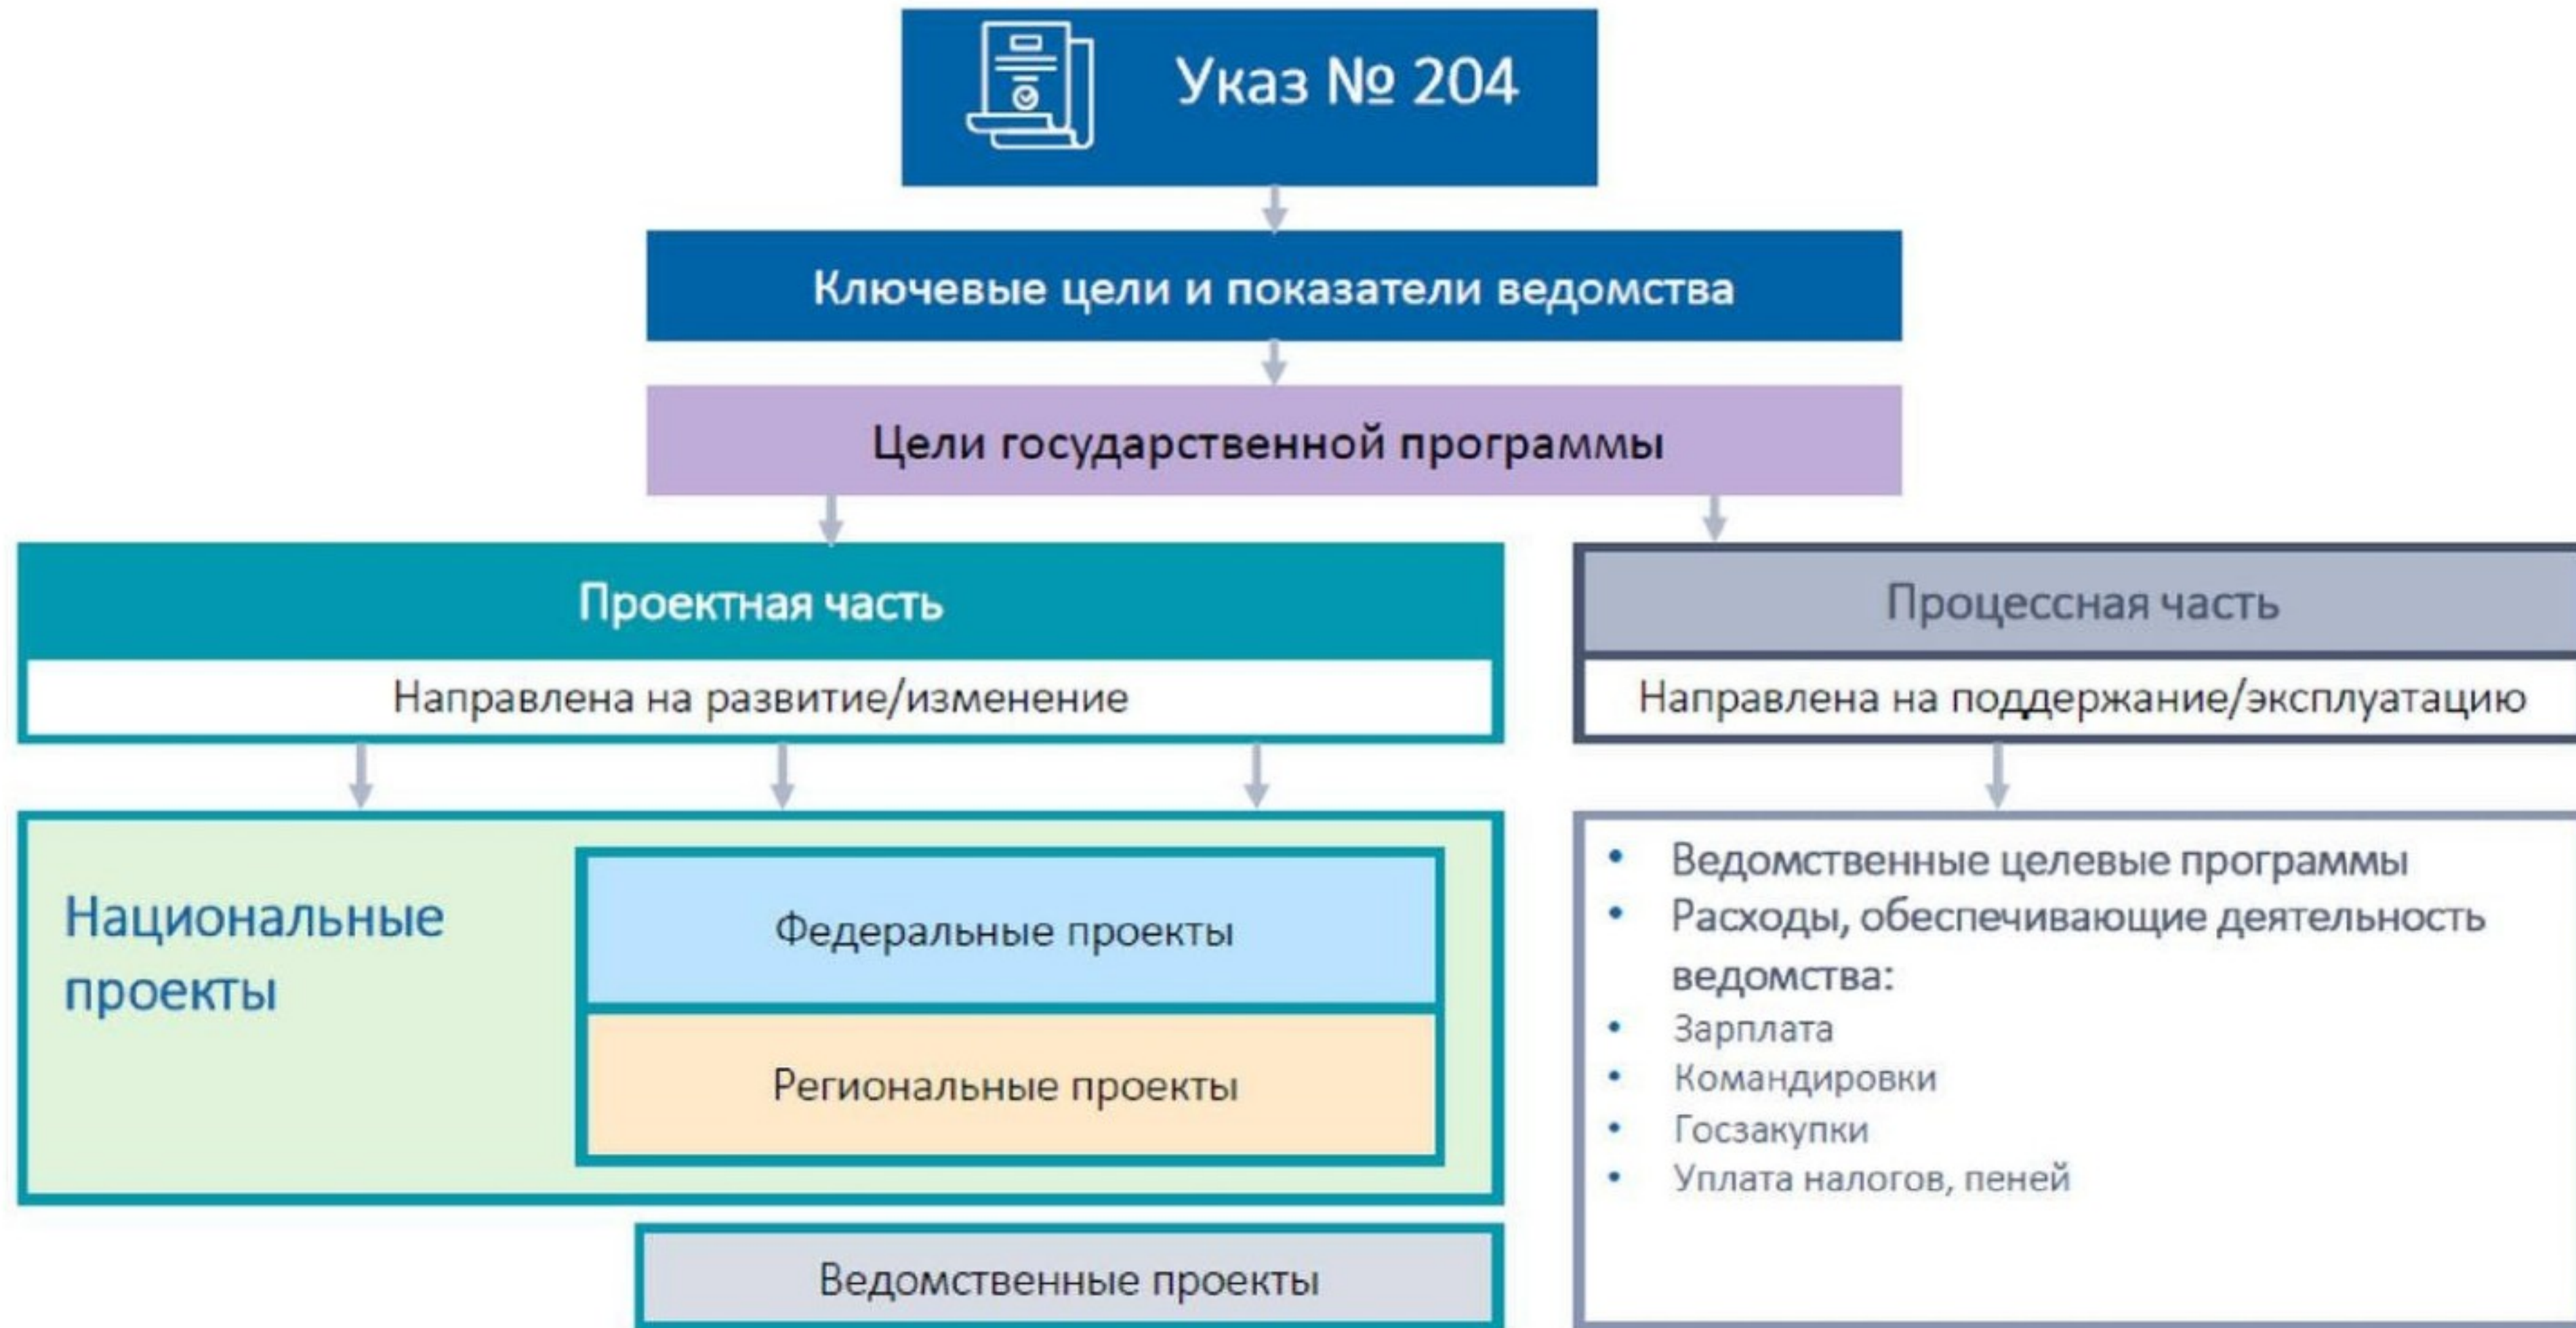 Указ № 204
Ключевые цели и показатели ведомства
Цели государственной программы
Проектная часть
Направлена на развитие/изменение
Национальные
проекты
Федеральные проекты
Региональные проекты
Ведомственные проекты
Процессная часть
Направлена на поддержание/эксплуатацию
• Ведомственные целевые программы
• Расходы, обеспечивающие деятельность
ведомства:
• Зарплата
• Командировки
• Госзакупки
• Уплата налогов, пеней